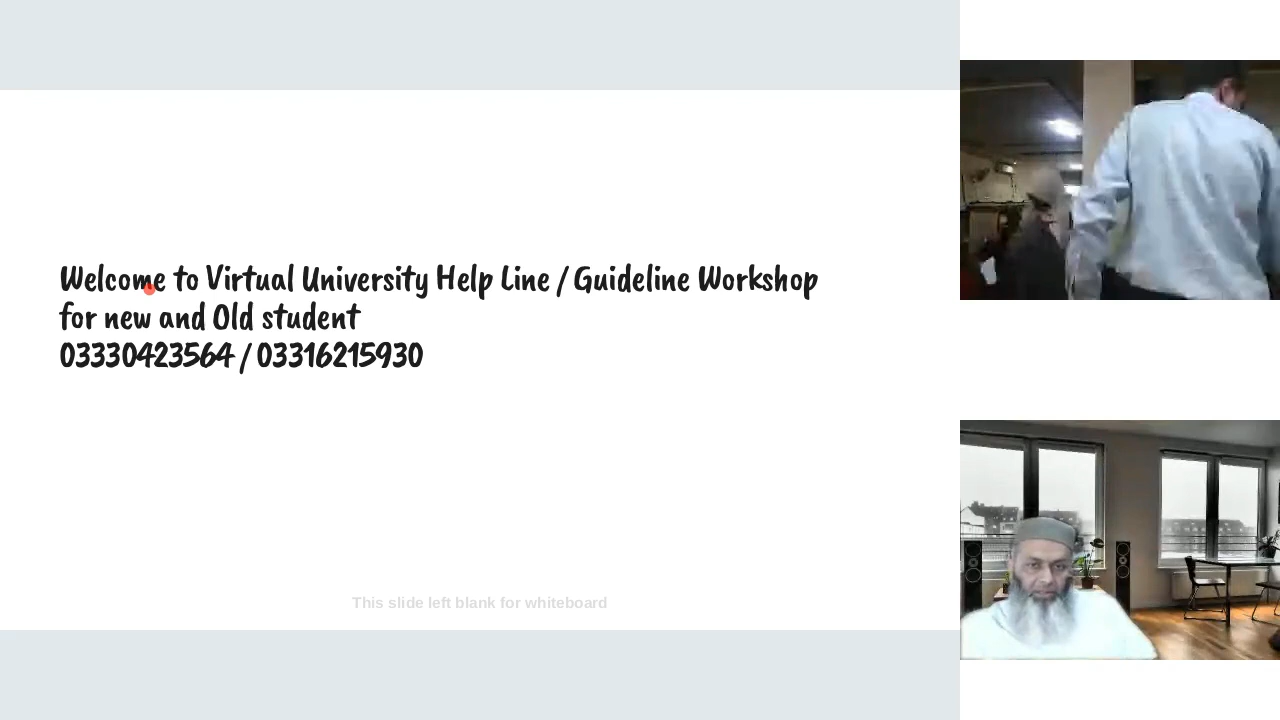 Welcome to Virtual University Help Line / Guideline Workshop
for new and Old student
03330423564 / 03316215930
This slide left blank for whiteboard